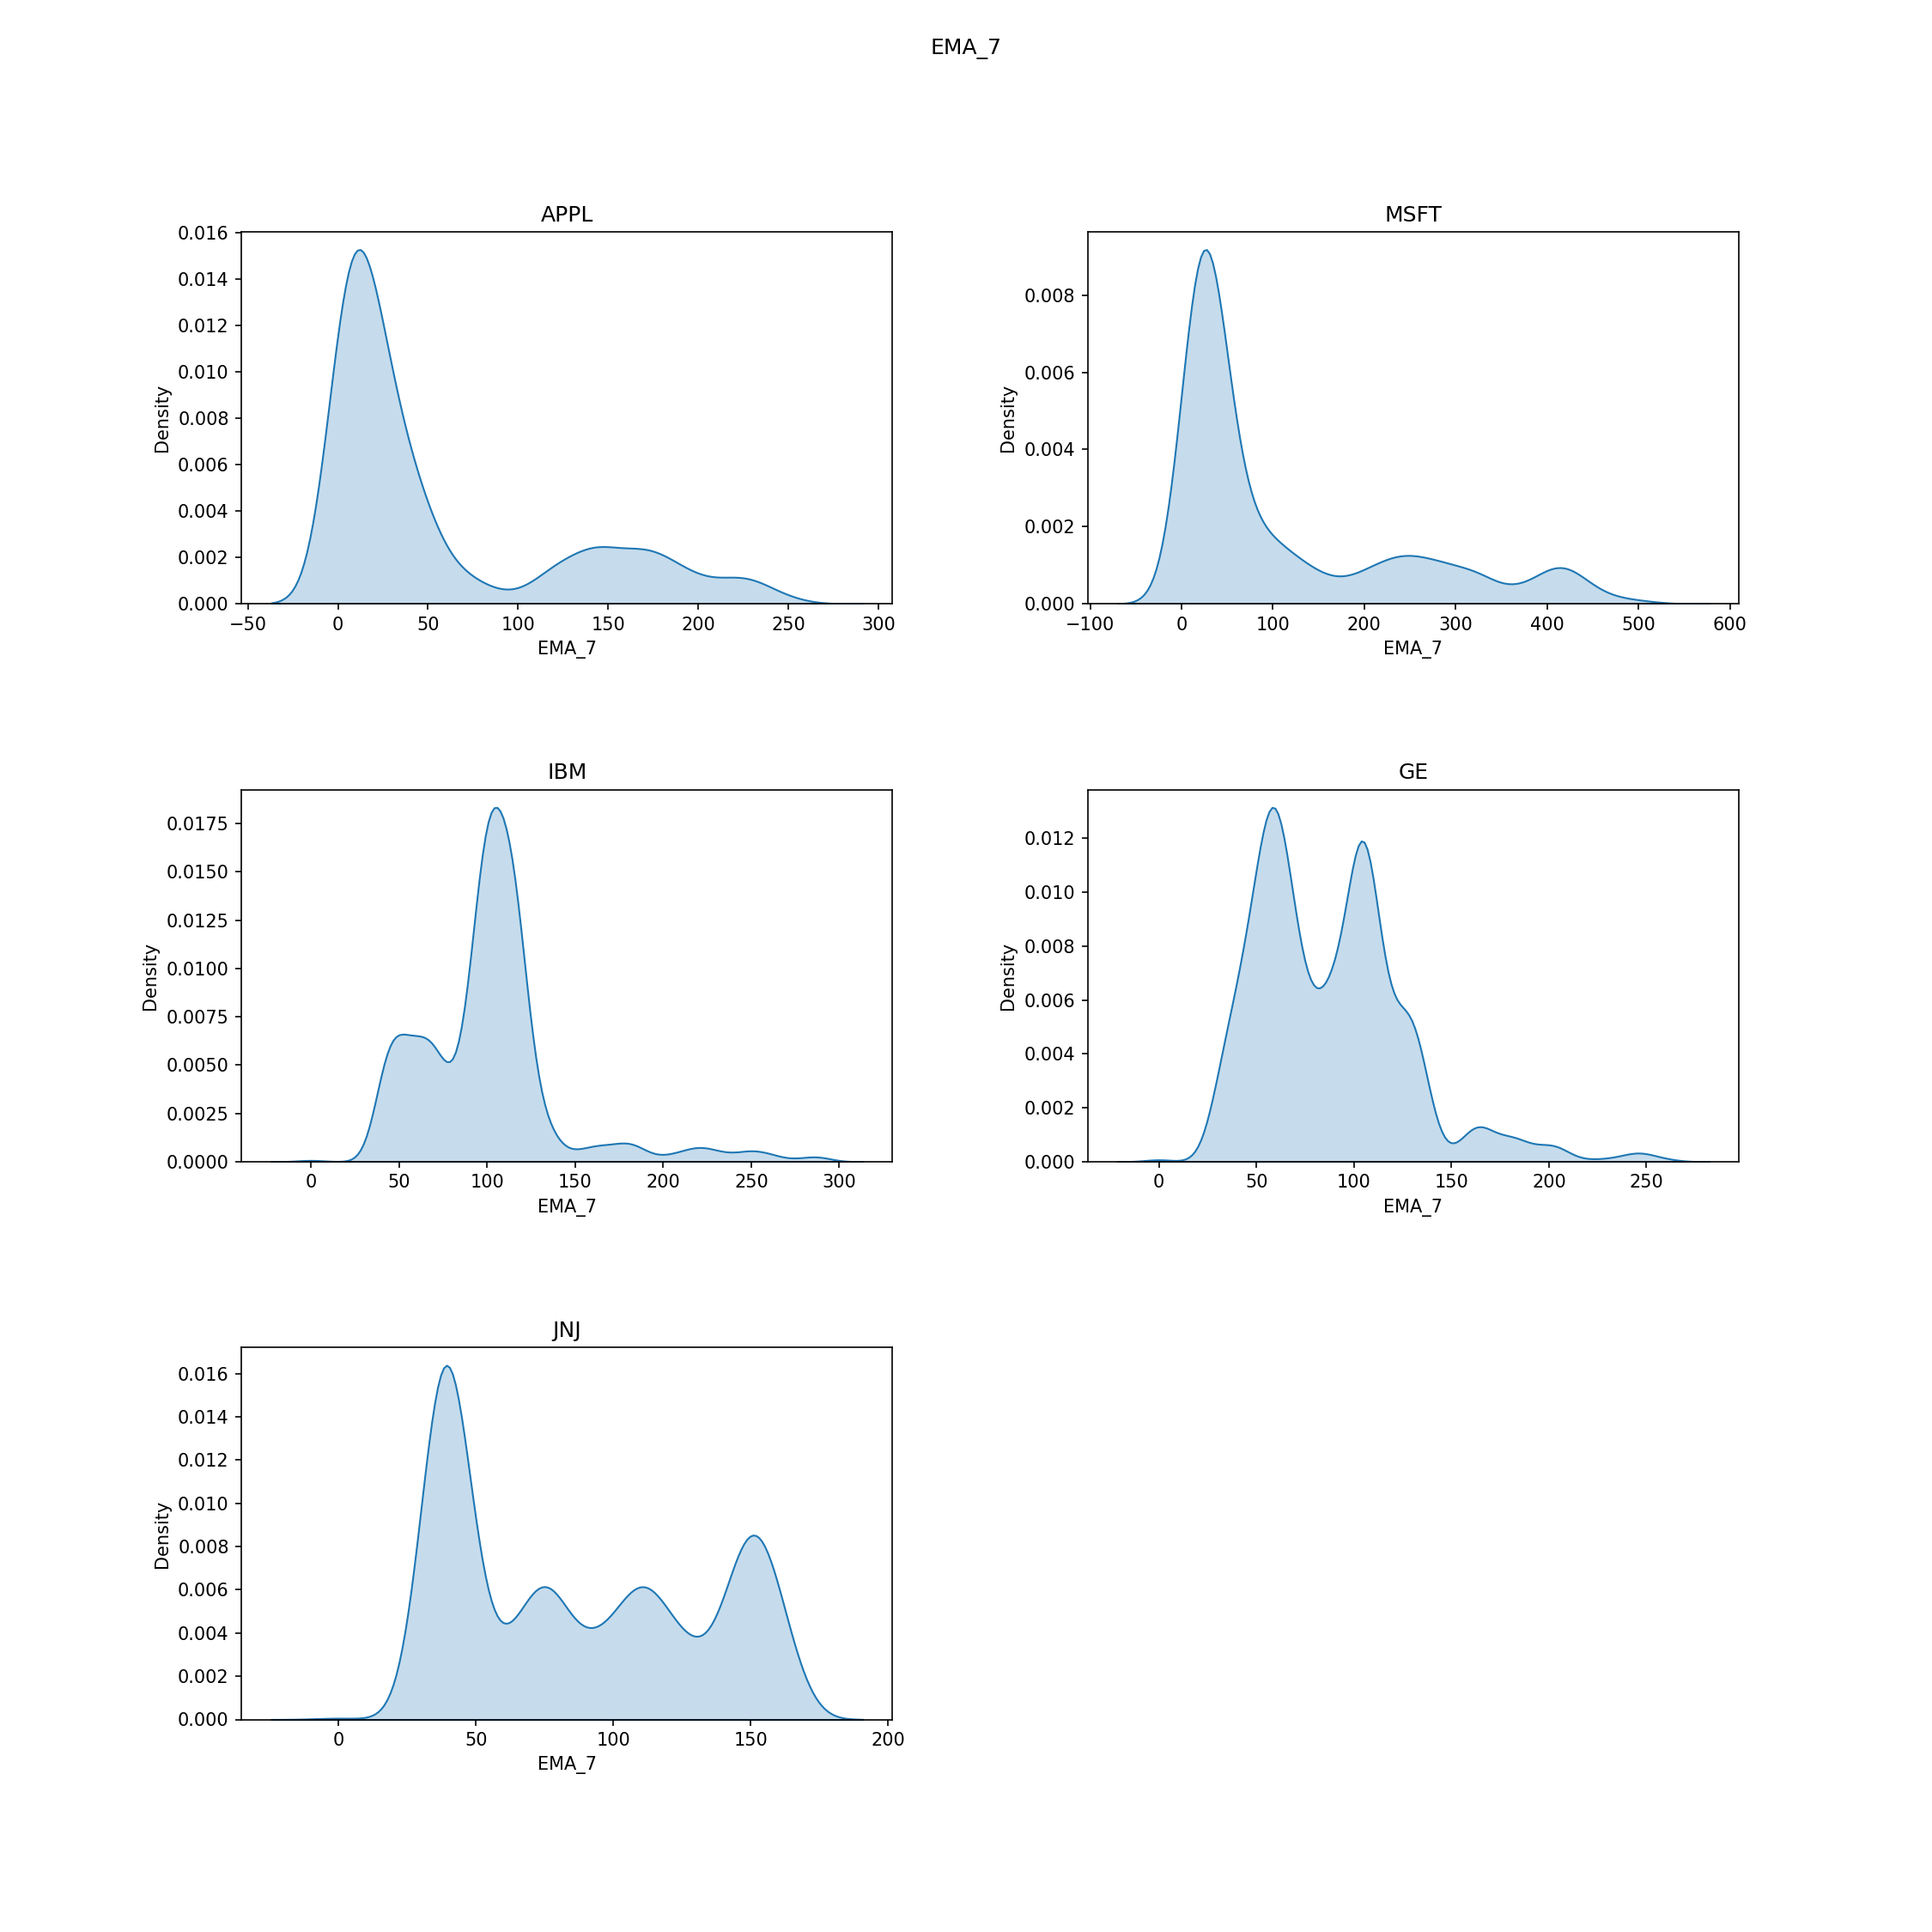 EMA_7
APPL
0.016
0.014
0.012
0.010
0.008
0.006
0.004
0.002
0.000
Density
−50 0 50 100 150 200 250 300
EMA_7
MSFT
0.008
0.006
0.004
0.002
0.000
Density
−100 0 100 200 300 400 500 600
EMA_7
IBM
0.0175
0.0150
0.0125
0.0100
0.0075
0.0050
0.0025
0.0000
Density
0 50 100 150 200 250 300
EMA_7
GE
0.012
0.010
0.008
0.006
0.004
0.002
0.000
Density
0 50 100 150 200 250
EMA_7
JNJ
0.016
0.014
0.012
0.010
0.008
0.006
0.004
0.002
0.000
Density
0 50 100 150 200
EMA_7